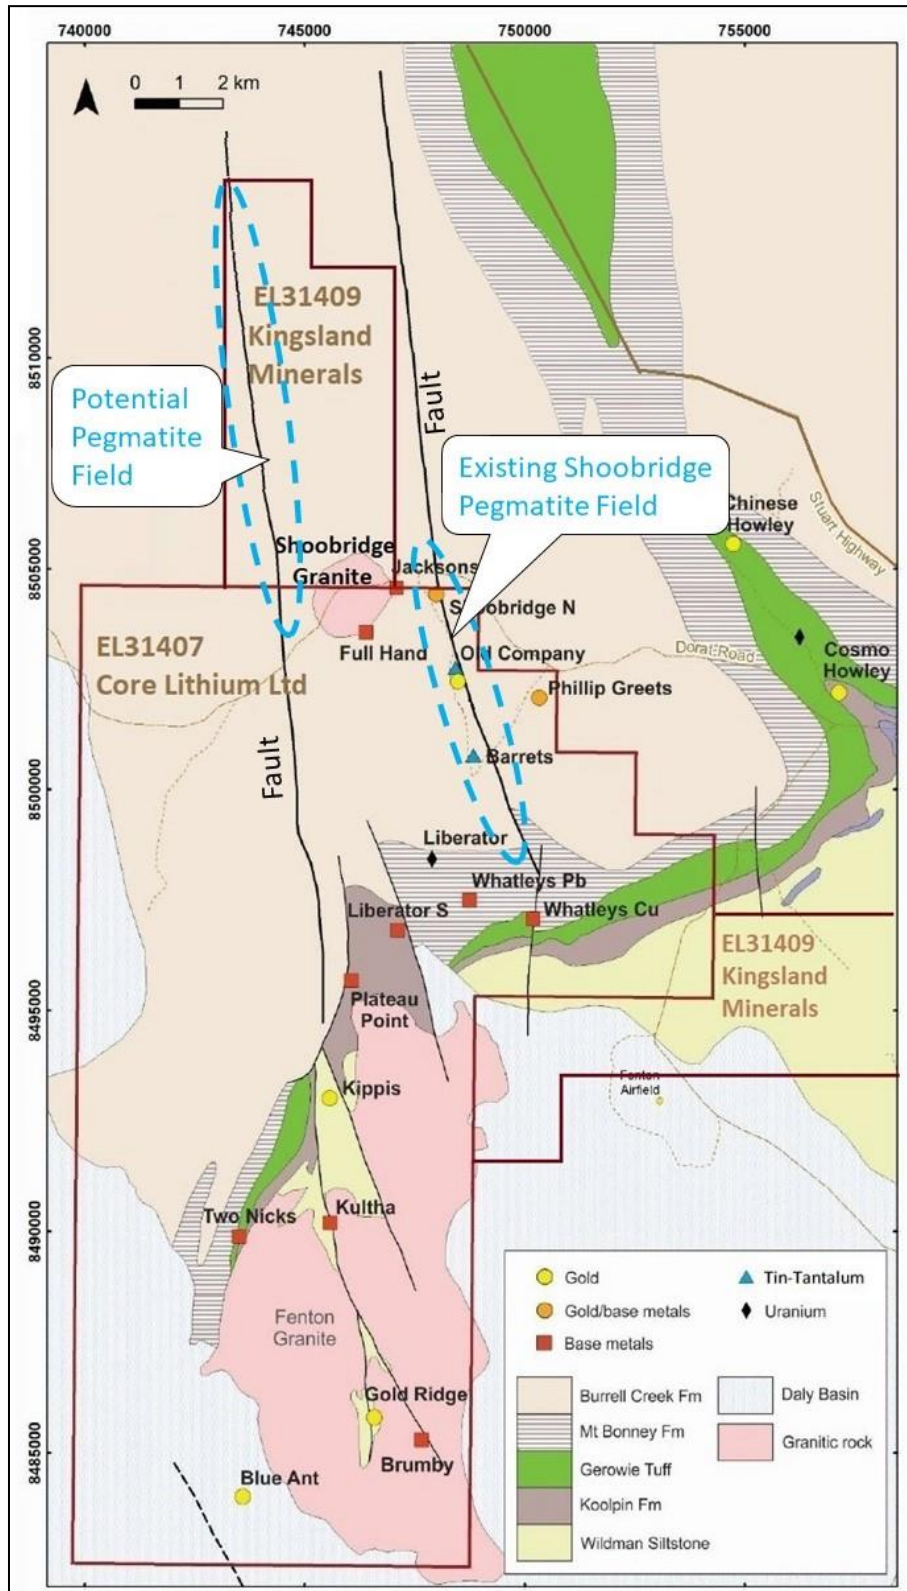 740000
745000
750000
755000
0 1 2 km
EL31409
Kingsland
Minerals
8510000
Fault
Potential
Pegmatite
Field
Existing Shoobridge
Pegmatite Field
Chinese
Howley
Stuart Highway
8505000
Shoobridge
Granite
Jacksons
Shoobridge N
Full Hand
Old Company
Dorat Road
Cosmo
Howley
EL31407
Core Lithium Ltd
Phillip Greets
Fault
Barrets
8500000
Liberator
Whatleys Pb
Liberator S
Whatleys Cu
EL31409
Kingsland
Minerals
8495000
Plateau
Point
Fenton
Airfield
Kippis
8490000
Two Nicks
Kultha
Fenton
Granite
Gold Ridge
8485000
Brumby
Blue Ant
Gold
Tin-Tantalum
Gold/base metals
Uranium
Base metals
Burrell Creek Fm
Daly Basin
Mt Bonney Fm
Granitic rock
Gerowie Tuff
Koolpin Fm
Wildman Siltstone